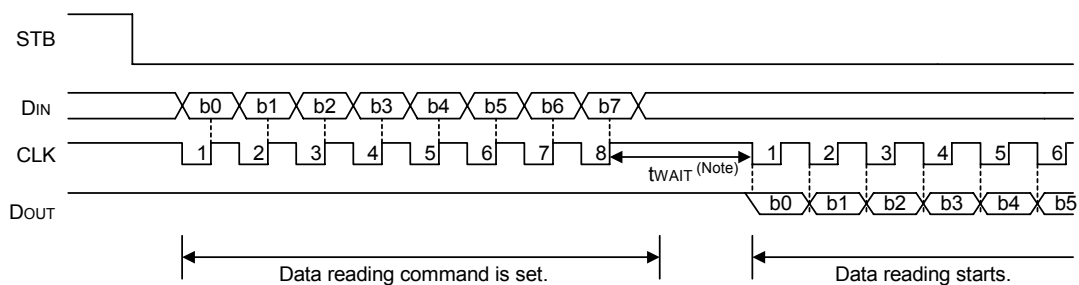 STB
DIN b0 b1 b2 b3 b4 b5 b6 b7
CLK 1 2 3 4 5 6 7 8 1 2 3 4 5 6
tWAIT (Note)
DOUT b0 b1 b2 b3 b4 b5
Data reading command is set. Data reading starts.